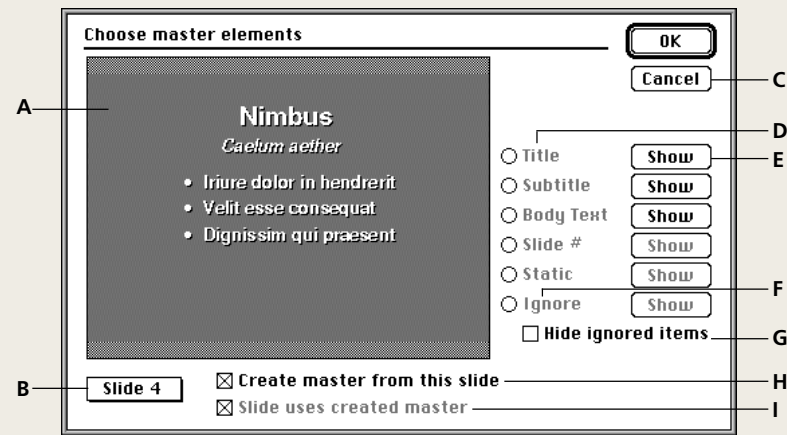 Choose master elements
OK
Cancel
C
A
Nimbus
Caelum aether
• Iriure dolor in hendrerit
• Velit esse consequat
• Dignissim qui praesent
D
Title
Show
E
Subtitle
Show
Body Text
Show
Slide #
Show
Static
Show
F
Ignore
Show
Hide ignored items
G
B
Slide 4
Create master from this slide
H
Slide uses created master
I